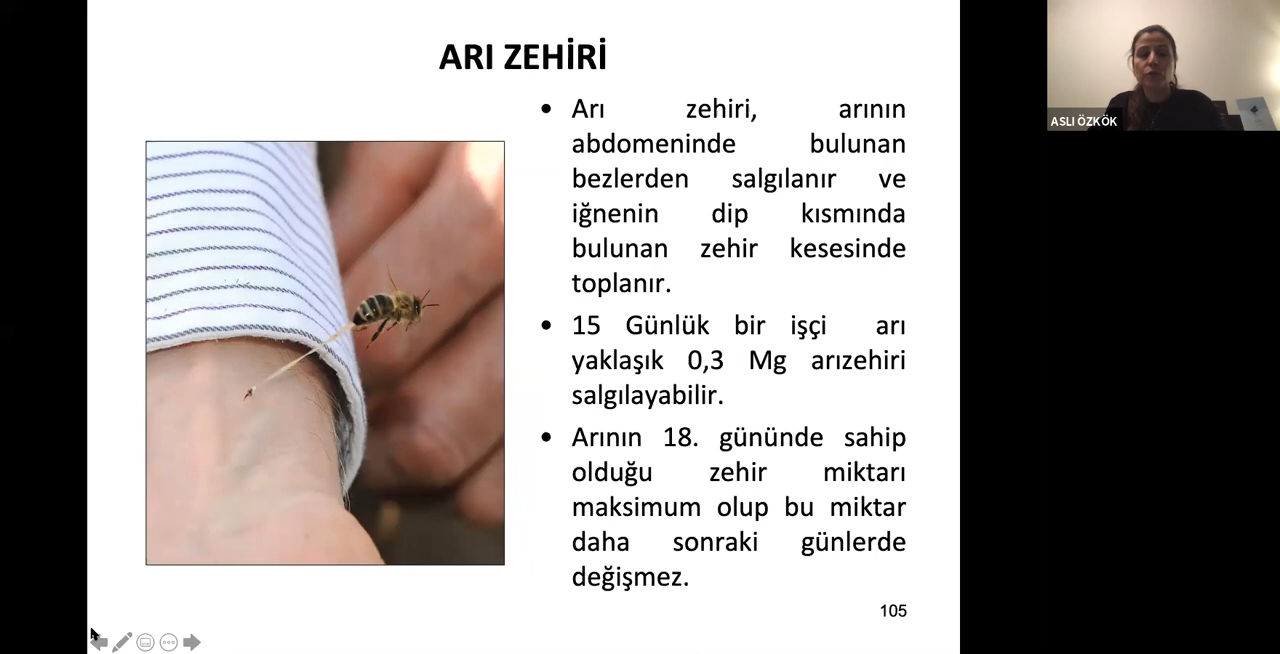 ARI ZEHİRİ
• Arı zehiri, arının
abdomeninde bulunan
bezlerden salgılanır ve
iğnenin dip kısmında
bulunan zehir kesesinde
toplanır.
• 15 Günlük bir işçi arı
yaklaşık 0,3 Mg arızehiri
salgılayabilir.
• Arının 18. gününde sahip
olduğu zehir miktarı
maksimum olup bu miktar
daha sonraki günlerde
değişmez.
105
ASLI ÖZKÖK